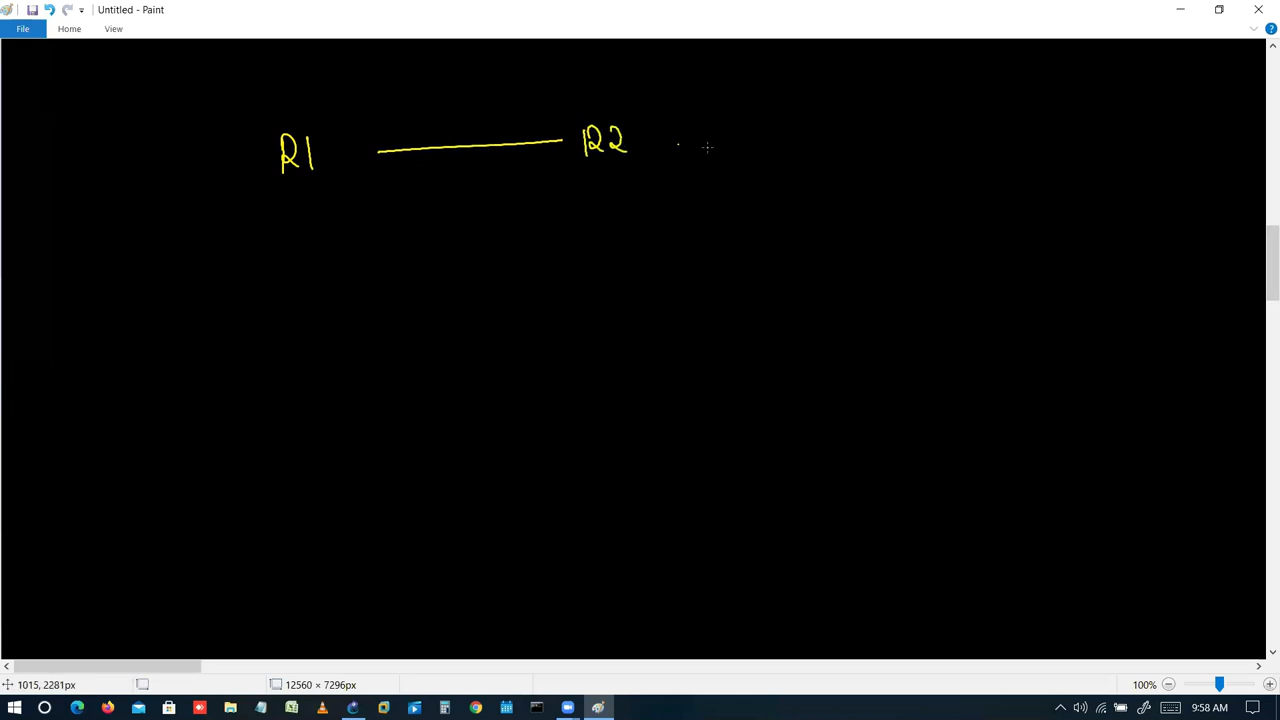 Untitled - Paint
File Home View
R1 R2
1015, 2281px 12560 × 7296px 100%
9:58 AM